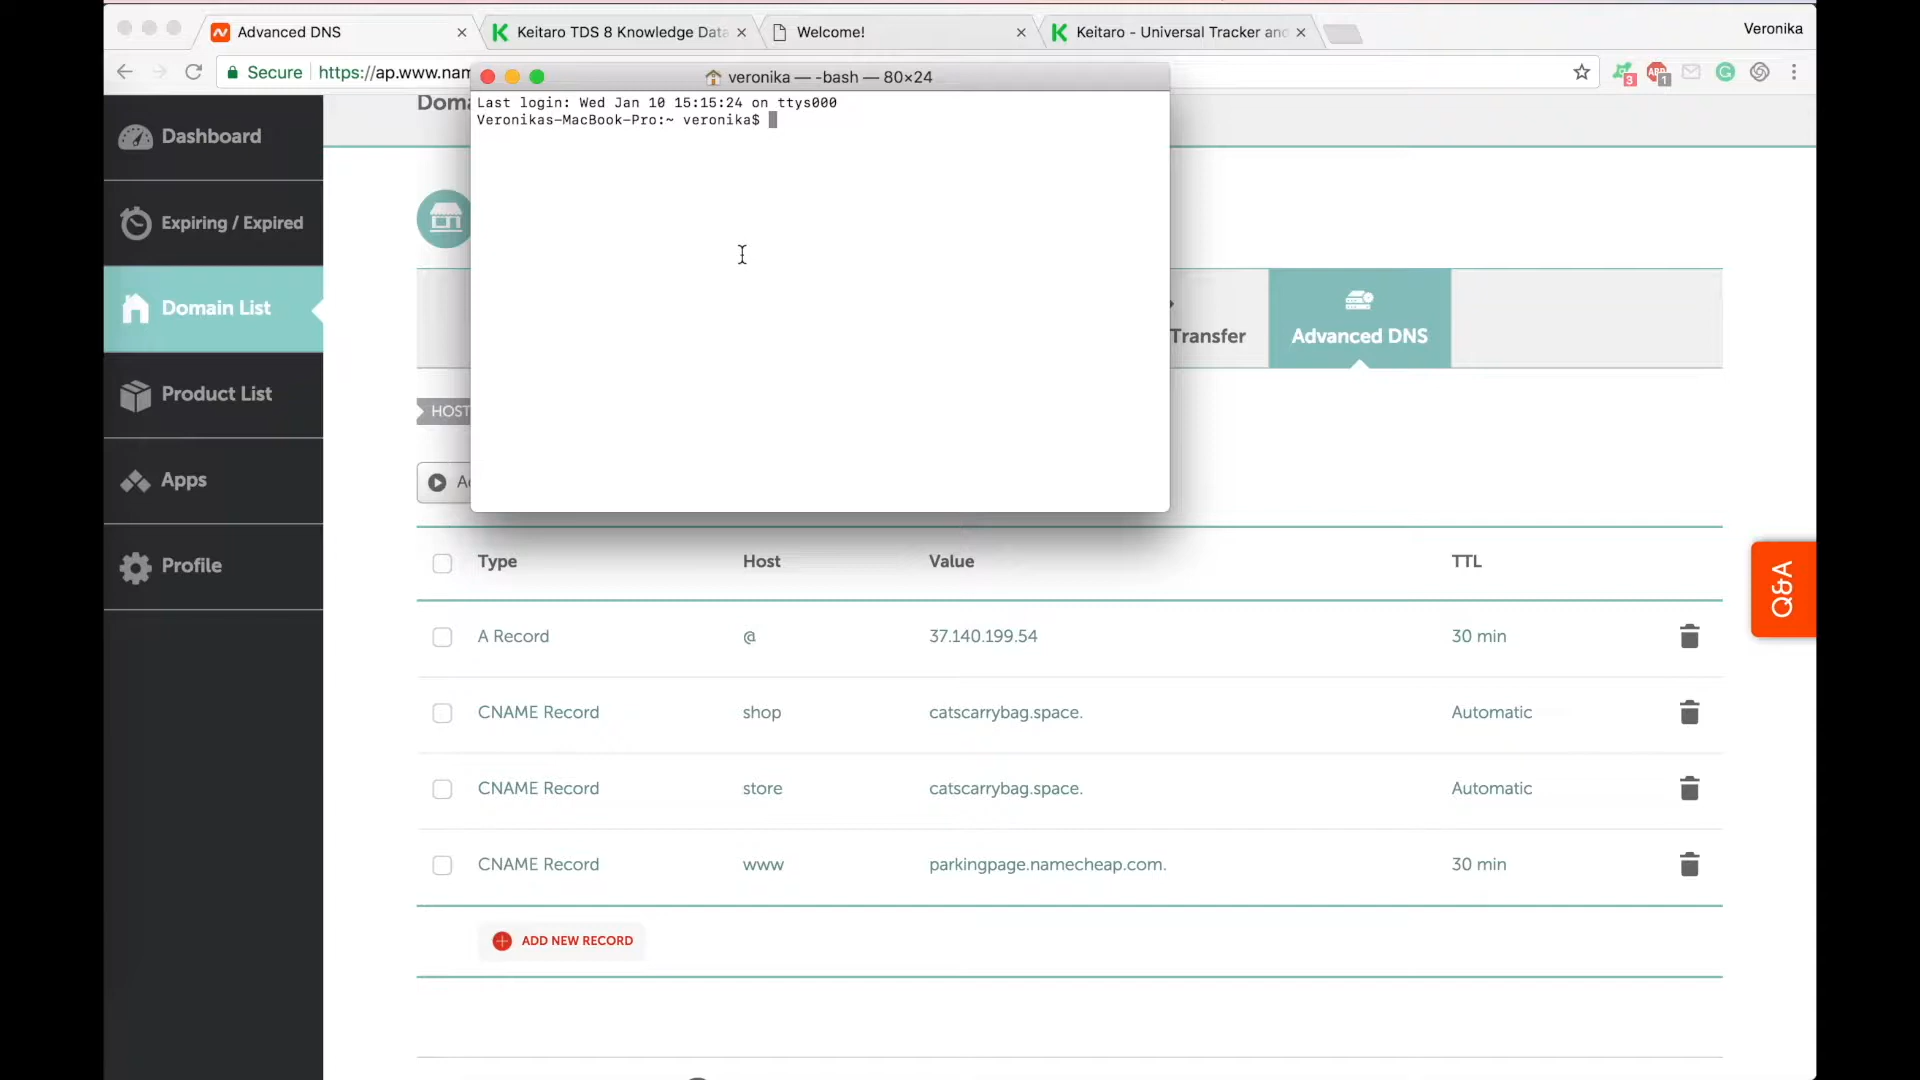 Advanced DNS
Keitaro TDS 8 Knowledge Data
Welcome!
Keitaro - Universal Tracker and
Veronika
Secure
https://ap.www.nam
3
ABP
1
veronika — -bash — 80×24
Last login: Wed Jan 10 15:15:24 on ttys000
Veronikas-MacBook-Pro:~ veronika$
Doma
Dashboard
Expiring / Expired
Domain List
Product List
Apps
Profile
Transfer
Advanced DNS
HOST
Type Host Value TTL
A Record @ 37.140.199.54 30 min
CNAME Record shop catscarrybag.space. Automatic
CNAME Record store catscarrybag.space. Automatic
CNAME Record www parkingpage.namecheap.com. 30 min
ADD NEW RECORD
Q&A